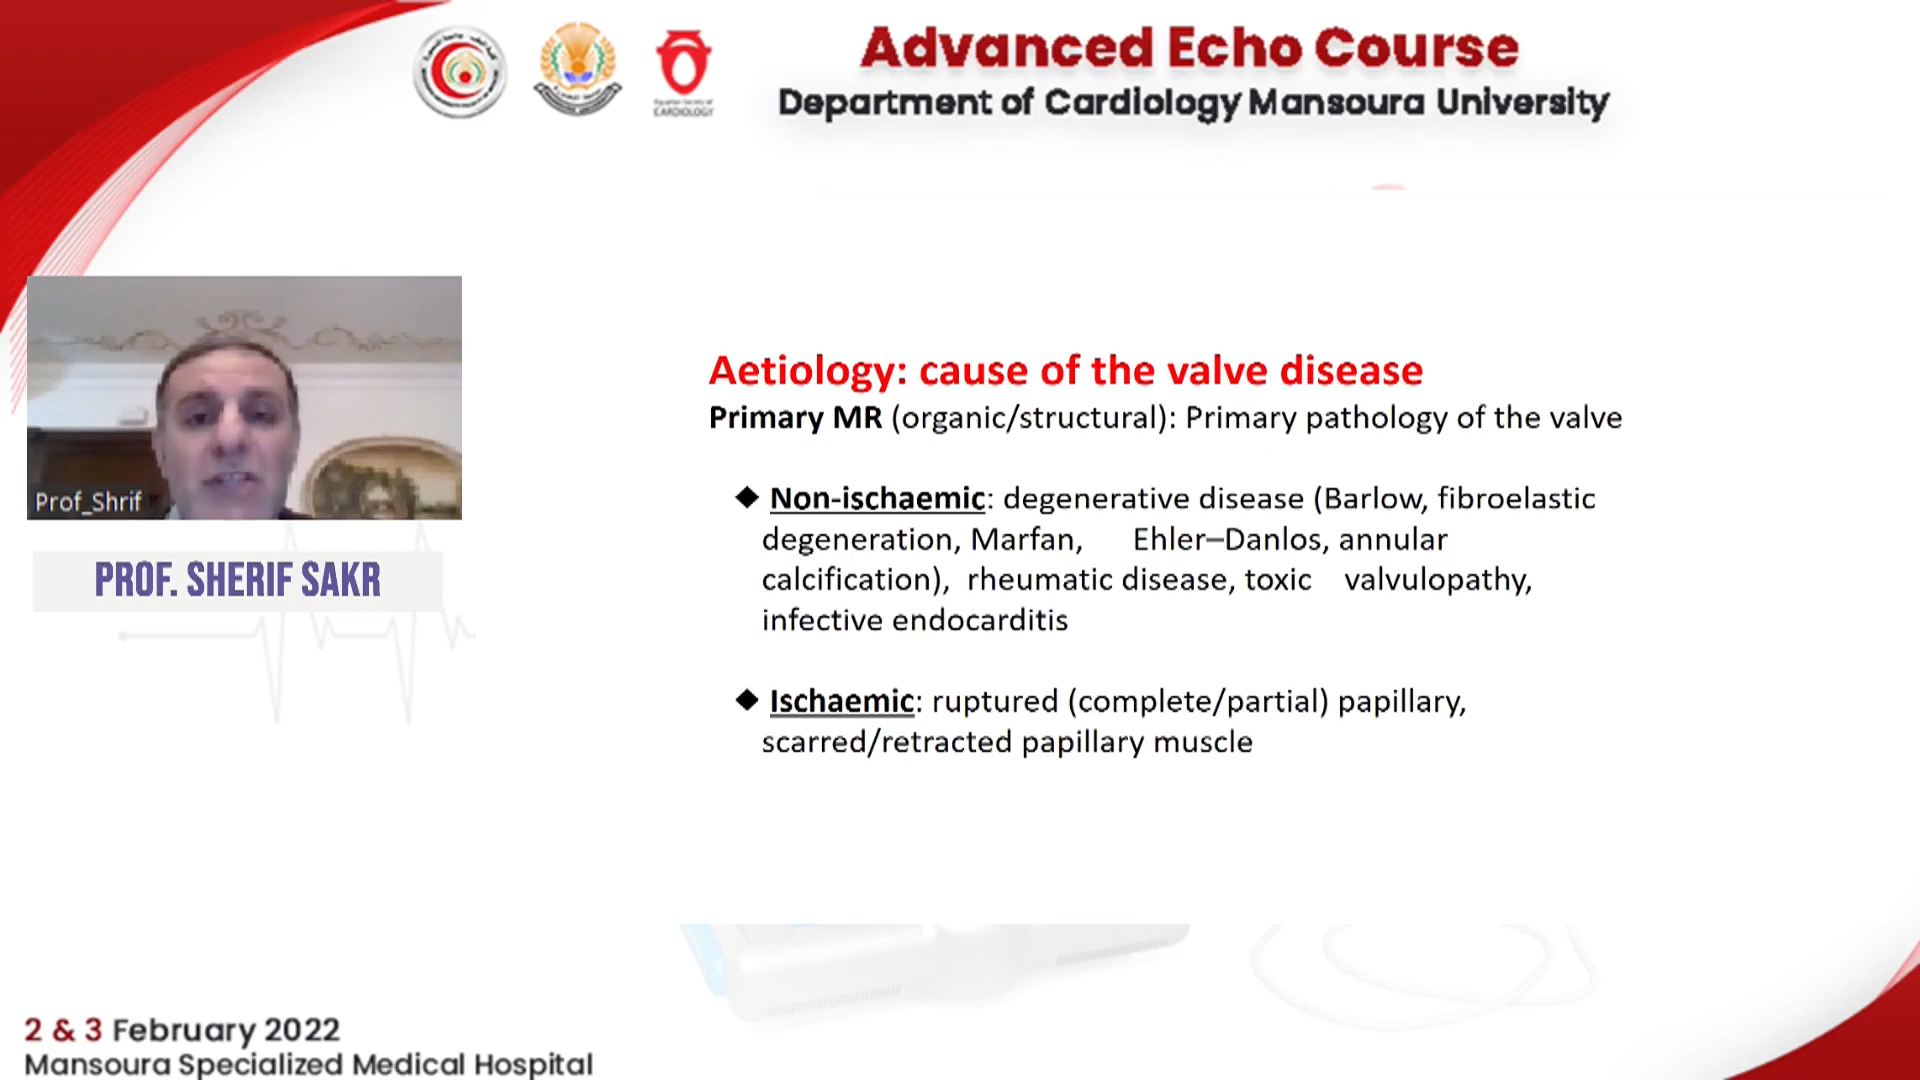 Advanced Echo Course
Department of Cardiology Mansoura University
CARDIOLOGY
Prof_Shrif
PROF. SHERIF SAKR
Aetiology: cause of the valve disease
Primary MR (organic/structural): Primary pathology of the valve
◆ Non-ischaemic: degenerative disease (Barlow, fibroelastic
degeneration, Marfan, Ehler–Danlos, annular
calcification), rheumatic disease, toxic valvulopathy,
infective endocarditis
◆ Ischaemic: ruptured (complete/partial) papillary,
scarred/retracted papillary muscle
2 & 3 February 2022
Mansoura Specialized Medical Hospital